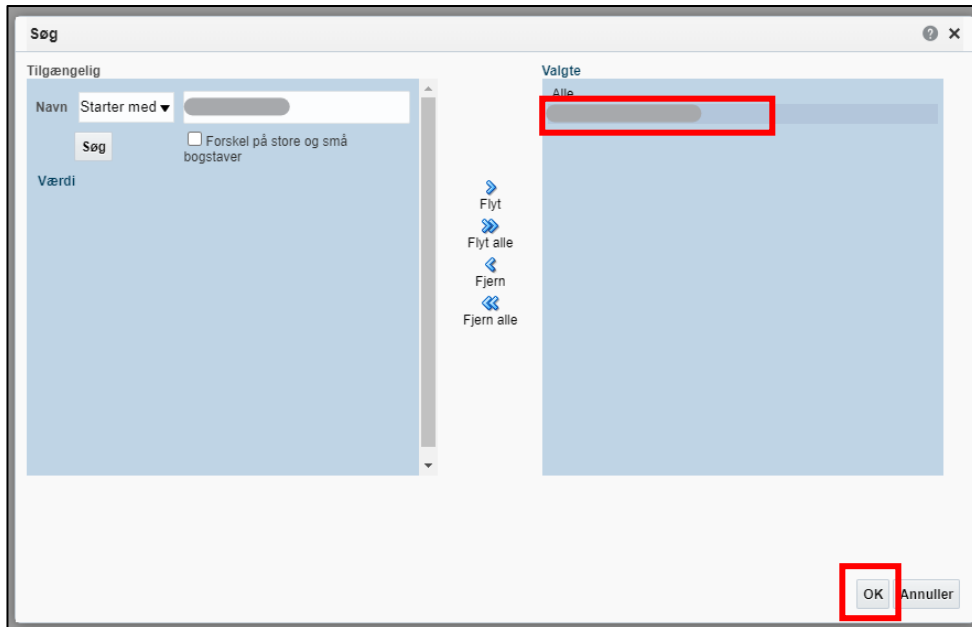 Søg
Tilgængelig
Navn Starter med
Søg
Forskel på store og små
bogstaver
Værdi
Flyt
Flyt alle
Fjern
Fjern alle
Valgte
Alle
OK Annuller